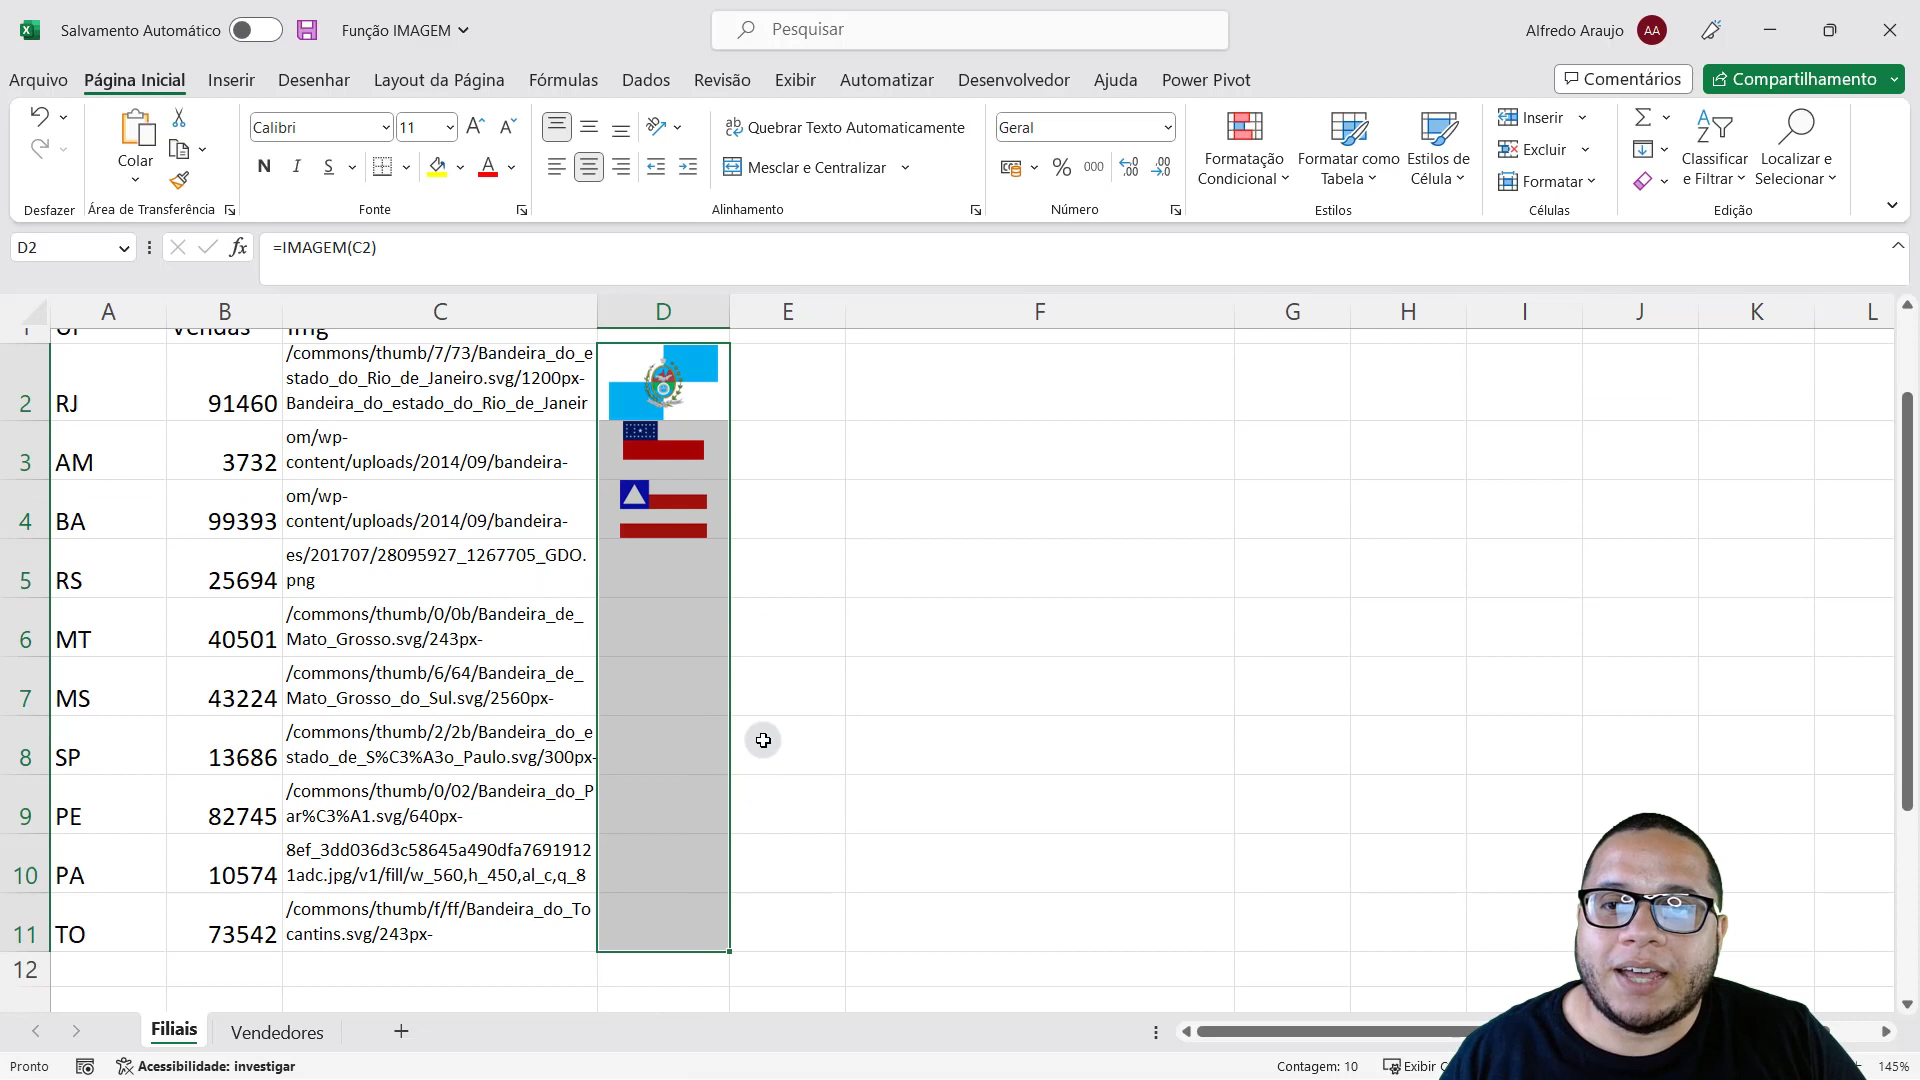 Salvamento Automático
Função IMAGEM
Pesquisar
Alfredo Araujo
AA
Arquivo
Página Inicial
Inserir
Desenhar
Layout da Página
Fórmulas
Dados
Revisão
Exibir
Automatizar
Desenvolvedor
Ajuda
Power Pivot
Comentários
Compartilhamento
Colar
Desfazer
Área de Transferência
Calibri
11
N
I
S
Fonte
Quebrar Texto Automaticamente
Mesclar e Centralizar
Alinhamento
Geral
%
000
Número
Formatação
Condicional
Formatar como
Tabela
Estilos de
Célula
Estilos
Inserir
Excluir
Formatar
Células
Classificar
e Filtrar
Localizar e
Selecionar
Edição
D2
fx
=IMAGEM(C2)
A B C D E F G H I J K L
1 UF Vendas Img
2 RJ 91460
/commons/thumb/7/73/Bandeira_do_e
stado_do_Rio_de_Janeiro.svg/1200px-
Bandeira_do_estado_do_Rio_de_Janeir
3 AM 3732
om/wp-
content/uploads/2014/09/bandeira-
4 BA 99393
om/wp-
content/uploads/2014/09/bandeira-
5 RS 25694
es/201707/28095927_1267705_GDO.
png
6 MT 40501
/commons/thumb/0/0b/Bandeira_de_
Mato_Grosso.svg/243px-
7 MS 43224
/commons/thumb/6/64/Bandeira_de_
Mato_Grosso_do_Sul.svg/2560px-
8 SP 13686
/commons/thumb/2/2b/Bandeira_do_e
stado_de_S%C3%A3o_Paulo.svg/300px-
9 PE 82745
/commons/thumb/0/02/Bandeira_do_P
ar%C3%A1.svg/640px-
10 PA 10574
8ef_3dd036d3c58645a490dfa7691912
1adc.jpg/v1/fill/w_560,h_450,al_c,q_8
11 TO 73542
/commons/thumb/f/ff/Bandeira_do_To
cantins.svg/243px-
12
Filiais
Vendedores
Pronto
Acessibilidade: investigar
Contagem: 10
Exibir
145%